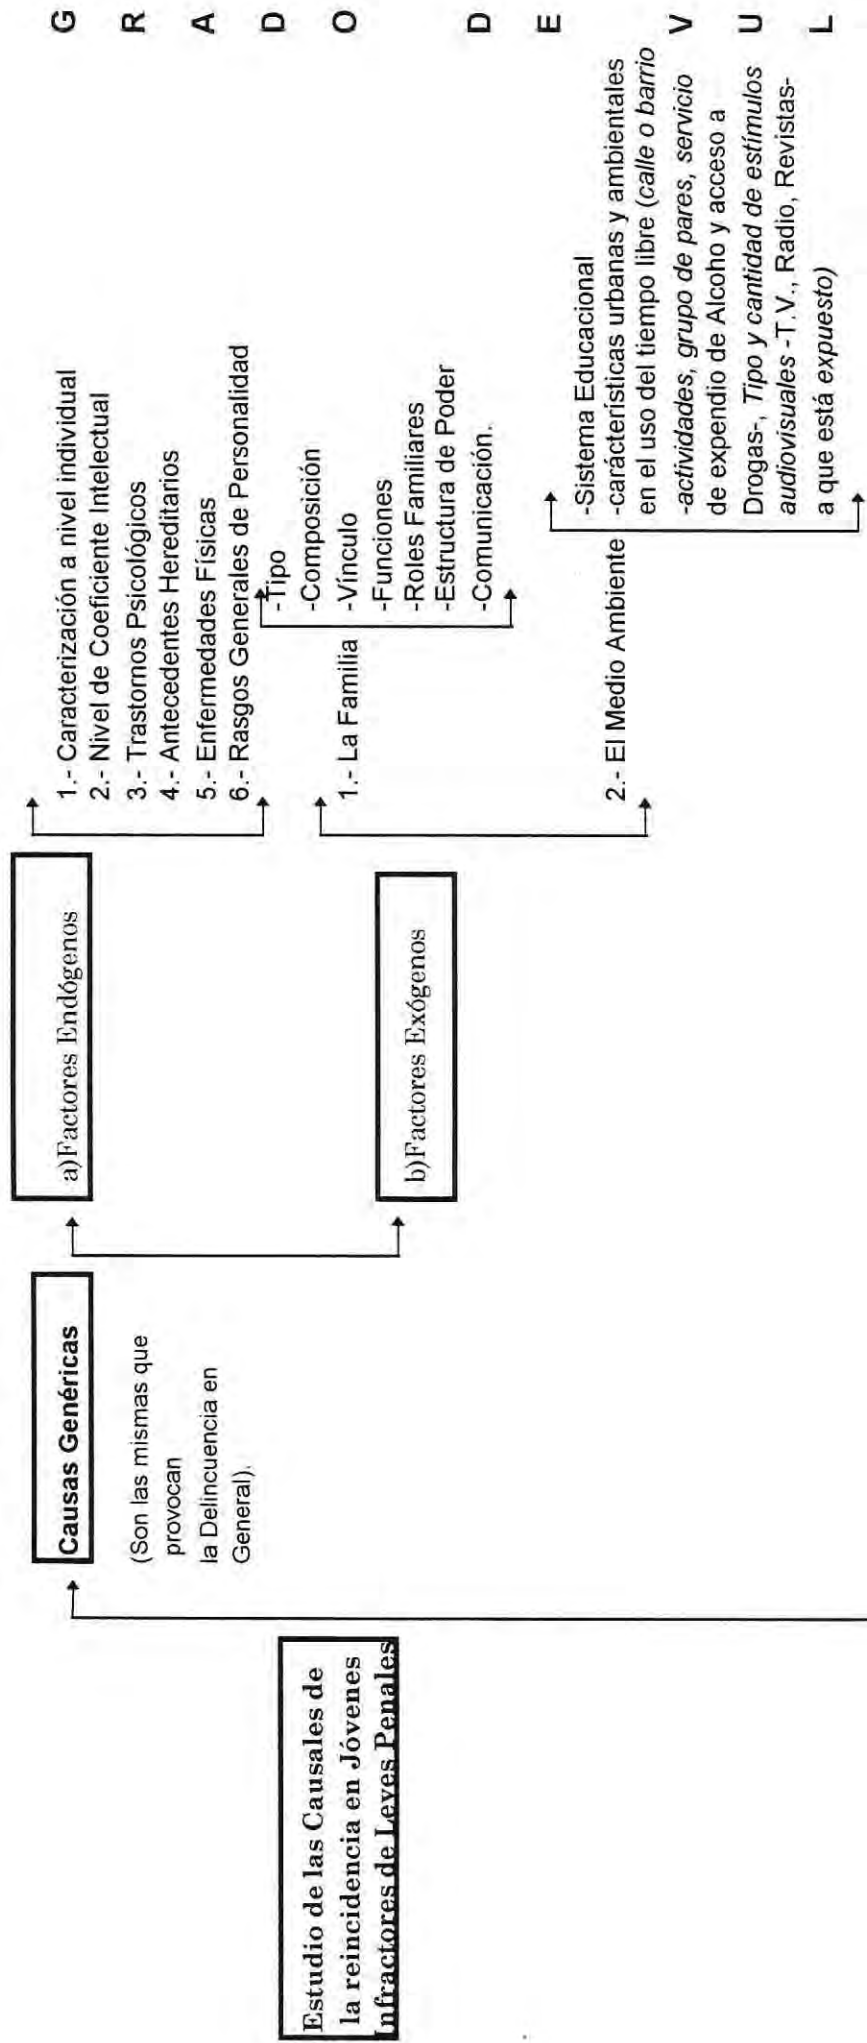 Estudio de las Causales de
la reincidencia en Jóvenes
Infractores de Leyes Penales
Causas Genéricas
(Son las mismas que
provocan
la Delincuencia en
General).
a)Factores Endógenos
1.- Caracterización a nivel individual
2.- Nivel de Coeficiente Intelectual
3.- Trastornos Psicológicos
4.- Antecedentes Hereditarios
5.- Enfermedades Físicas
6.- Rasgos Generales de Personalidad
b)Factores Exógenos
1.- La Familia
-Tipo
-Composición
-Vínculo
-Funciones
-Roles Familiares
-Estructura de Poder
-Comunicación.
2.- El Medio Ambiente
-Sistema Educacional
-carácterísticas urbanas y ambientales
en el uso del tiempo libre (calle o barrio
-actividades, grupo de pares, servicio
de expendio de Alcoho y acceso a
Drogas-, Tipo y cantidad de estímulos
audiovisuales -T.V., Radio, Revistas-
a que está expuesto)
G
R
A
D
O
D
E
V
U
L